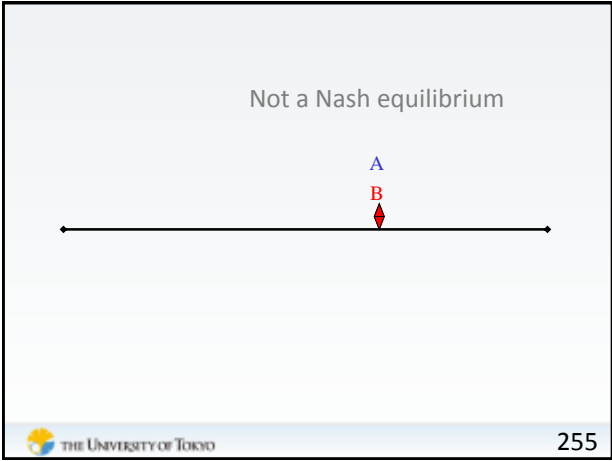 Not a Nash equilibrium
A
B
THE UNIVERSITY OF TOKYO
255